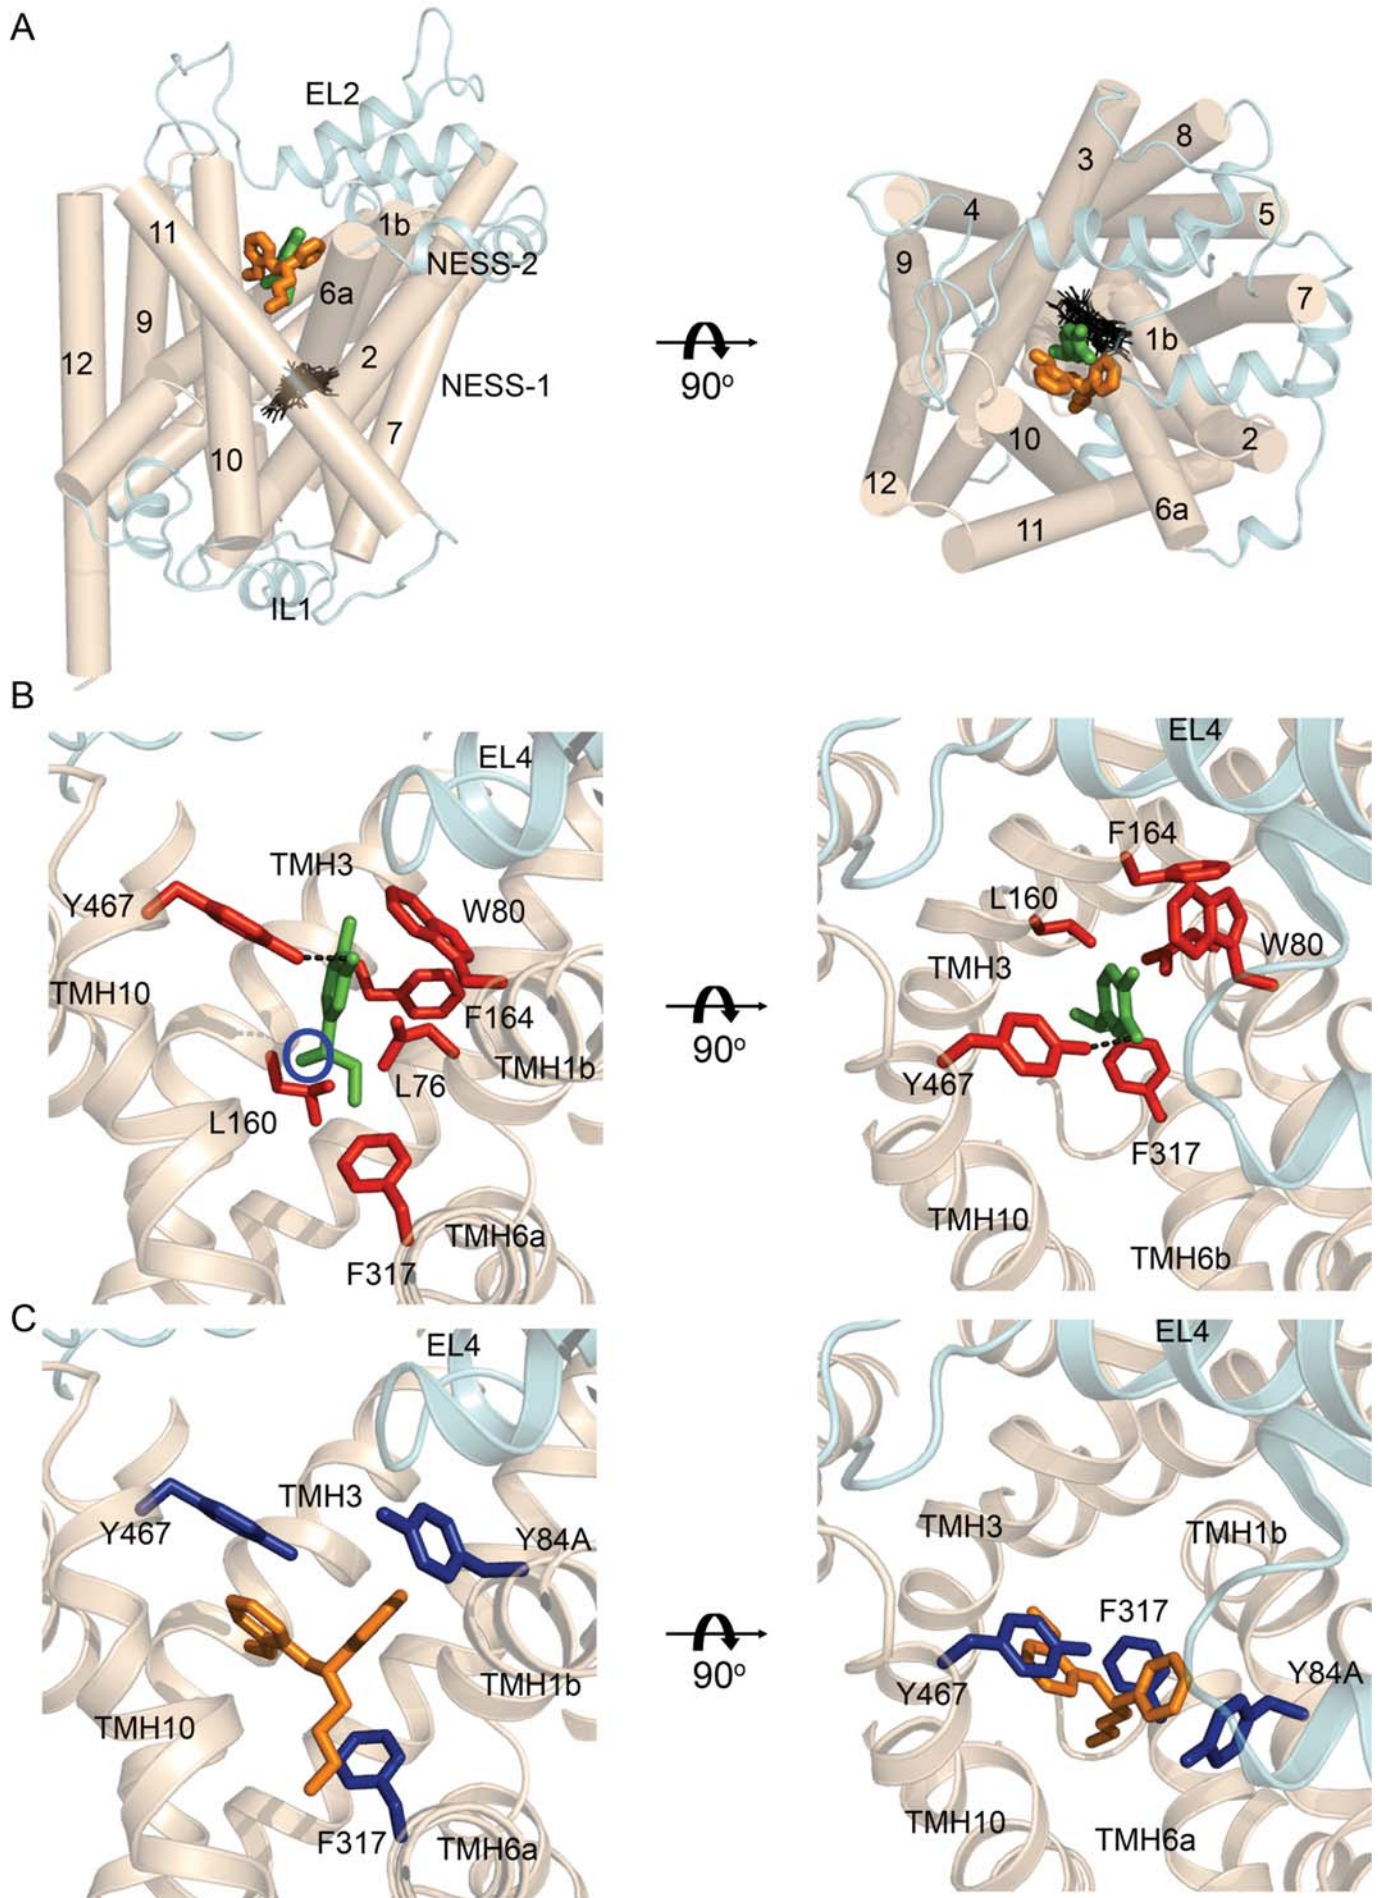 A
EL2
11
1b
NESS-2
6a
9
12
2
NESS-1
7
10
IL1
90°
8
3
4
5
9
7
1b
10
2
12
6a
11
B
EL4
TMH3
Y467
W80
TMH10
F164
TMH1b
L76
L160
TMH6a
F317
90°
EL4
F164
L160
W80
TMH3
Y467
F317
TMH10
TMH6b
C
EL4
TMH3
Y467
Y84A
TMH1b
TMH10
F317
TMH6a
90°
EL4
TMH3
TMH1b
F317
Y84A
Y467
TMH10
TMH6a